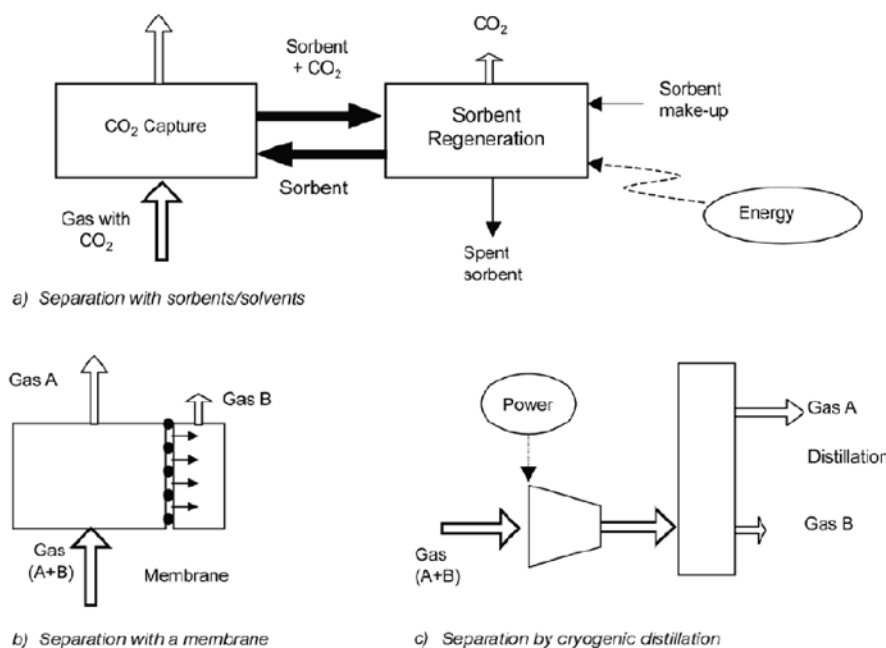 CO₂
Sorbent
+ CO₂
CO₂ Capture
Sorbent
Regeneration
Sorbent
make-up
Sorbent
Gas with
CO₂
Energy
Spent
sorbent
a) Separation with sorbents/solvents
Gas A
Gas B
Gas
(A+B)
Membrane
b) Separation with a membrane
Power
Gas A
Distillation
Gas B
Gas
(A+B)
c) Separation by cryogenic distillation